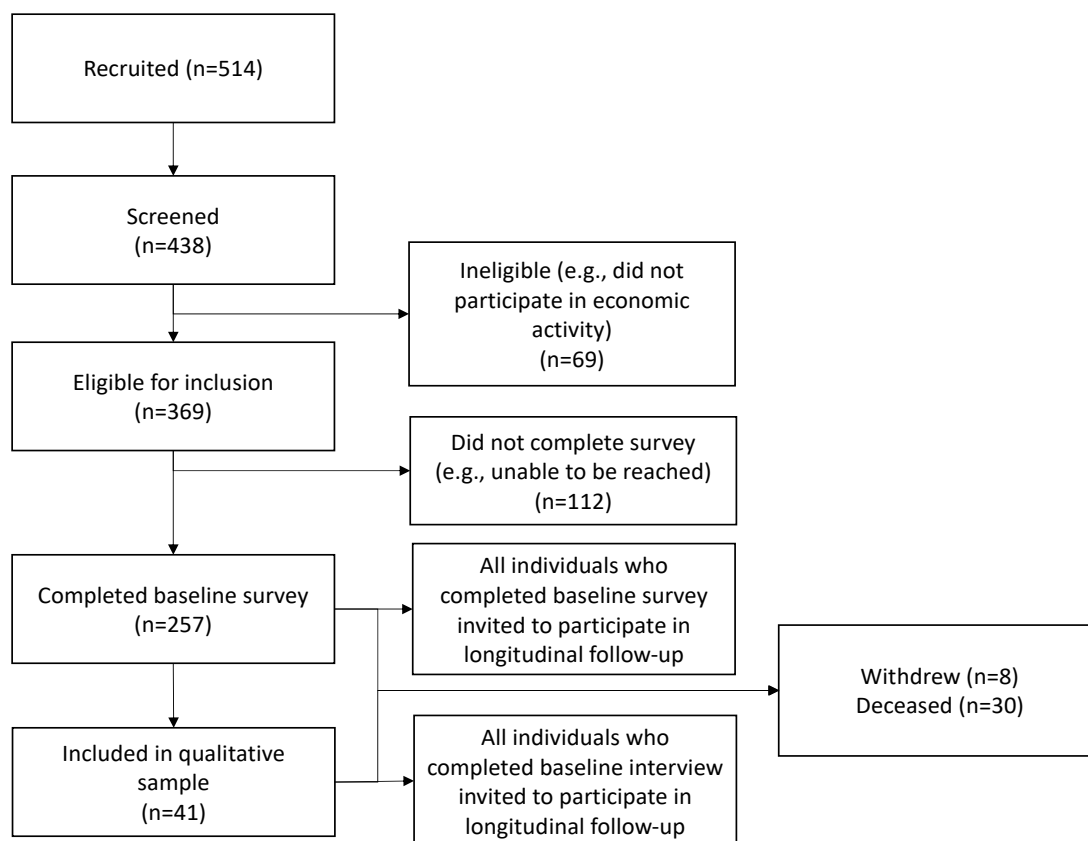 Recruited (n=514)
Screened
(n=438)
Ineligible (e.g., did not
participate in economic
activity)
(n=69)
Eligible for inclusion
(n=369)
Did not complete survey
(e.g., unable to be reached)
(n=112)
Completed baseline survey
(n=257)
All individuals who
completed baseline survey
invited to participate in
longitudinal follow-up
Withdrew (n=8)
Deceased (n=30)
Included in qualitative
sample
(n=41)
All individuals who
completed baseline interview
invited to participate in
longitudinal follow-up